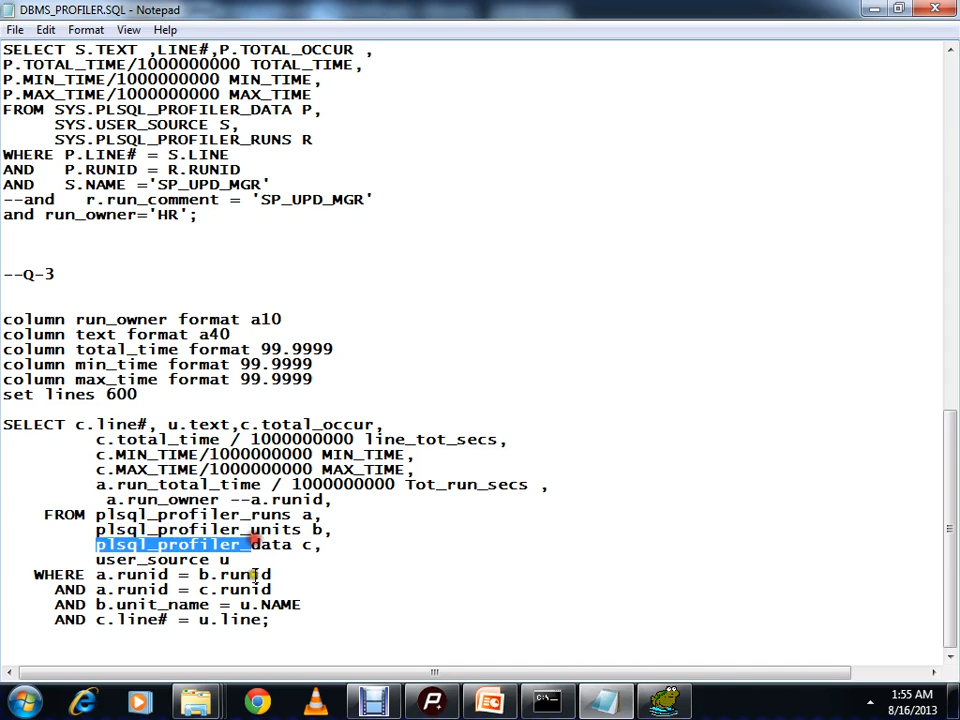 DBMS_PROFILER.SQL - Notepad
File Edit Format View Help
SELECT S.TEXT ,LINE#,P.TOTAL_OCCUR ,
P.TOTAL_TIME/1000000000 TOTAL_TIME,
P.MIN_TIME/1000000000 MIN_TIME,
P.MAX_TIME/1000000000 MAX_TIME
FROM SYS.PLSQL_PROFILER_DATA P,
SYS.USER_SOURCE S,
SYS.PLSQL_PROFILER_RUNS R
WHERE P.LINE# = S.LINE
AND P.RUNID = R.RUNID
AND S.NAME ='SP_UPD_MGR'
--and r.run_comment = 'SP_UPD_MGR'
and run_owner='HR';
--Q-3
column run_owner format a10
column text format a40
column total_time format 99.9999
column min_time format 99.9999
column max_time format 99.9999
set lines 600
SELECT c.line#, u.text,c.total_occur,
c.total_time / 1000000000 line_tot_secs,
c.MIN_TIME/1000000000 MIN_TIME,
c.MAX_TIME/1000000000 MAX_TIME,
a.run_total_time / 1000000000 Tot_run_secs ,
a.run_owner --a.runid,
FROM plsql_profiler_runs a,
plsql_profiler_units b,
plsql_profiler_data c,
user_source u
WHERE a.runid = b.runid
AND a.runid = c.runid
AND b.unit_name = u.NAME
AND c.line# = u.line;
1:55 AM
8/16/2013